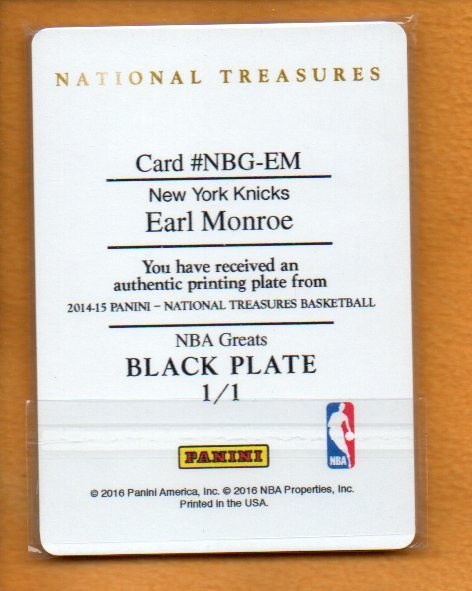 NATIONAL TREASURES
Card #NBG-EM
New York Knicks
Earl Monroe
You have received an
authentic printing plate from
2014-15 PANINI – NATIONAL TREASURES BASKETBALL
NBA Greats
BLACK PLATE
1/1
PANINI
NBA
© 2016 Panini America, Inc. © 2016 NBA Properties, Inc.
Printed in the USA.